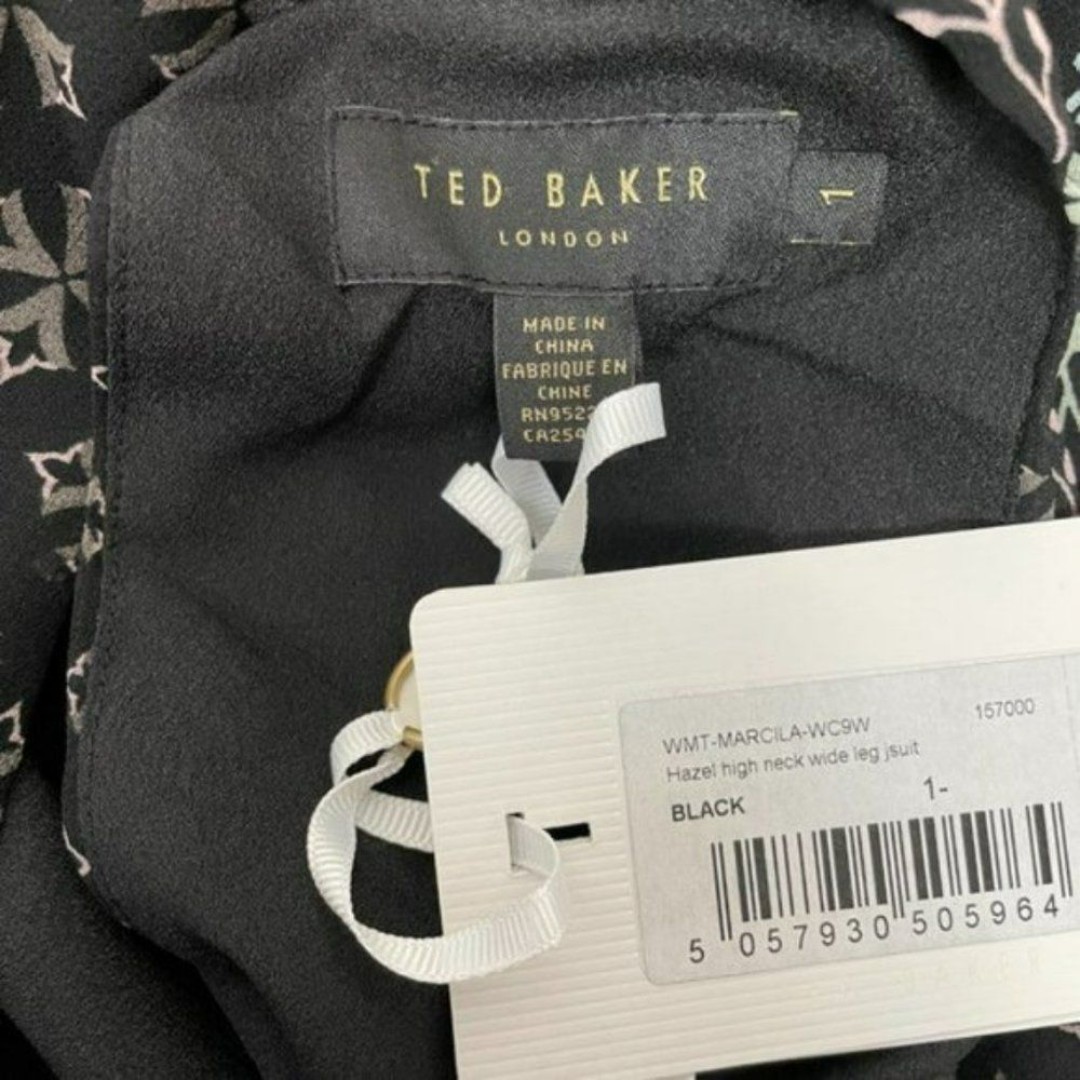 TED BAKER
LONDON
1
MADE IN
CHINA
FABRIQUE EN
CHINE
WMT-MARCILA-WC9W 157000
Hazel high neck wide leg jsuit
BLACK 1-
5 057930 505964